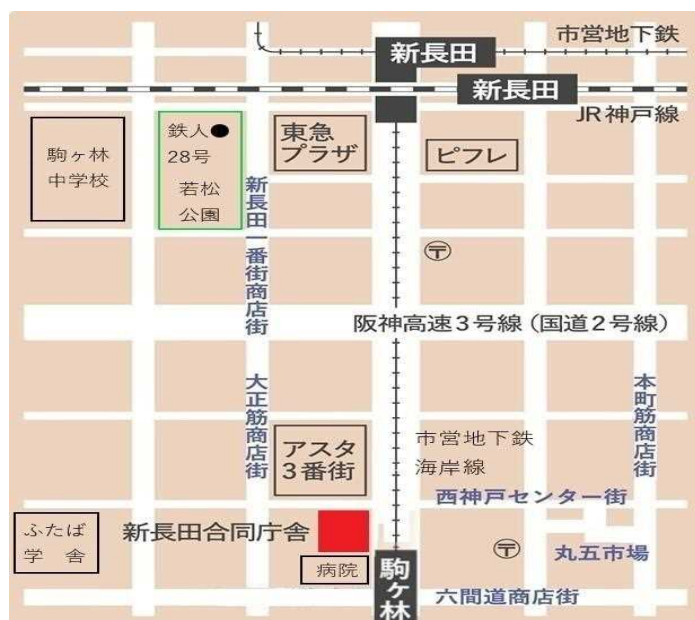 市営地下鉄
新長田
新長田
JR神戸線
駒ヶ林
中学校
鉄人
28号
若松
公園
東急
プラザ
ピフレ
新長田一番街商店街
〒
阪神高速3号線(国道2号線)
大正筋商店街
本町筋商店街
アスタ
3番街
市営地下鉄
海岸線
西神戸センター街
ふたば
学 舎
新長田合同庁舎
病院
駒ヶ林
〒
丸五市場
六間道商店街